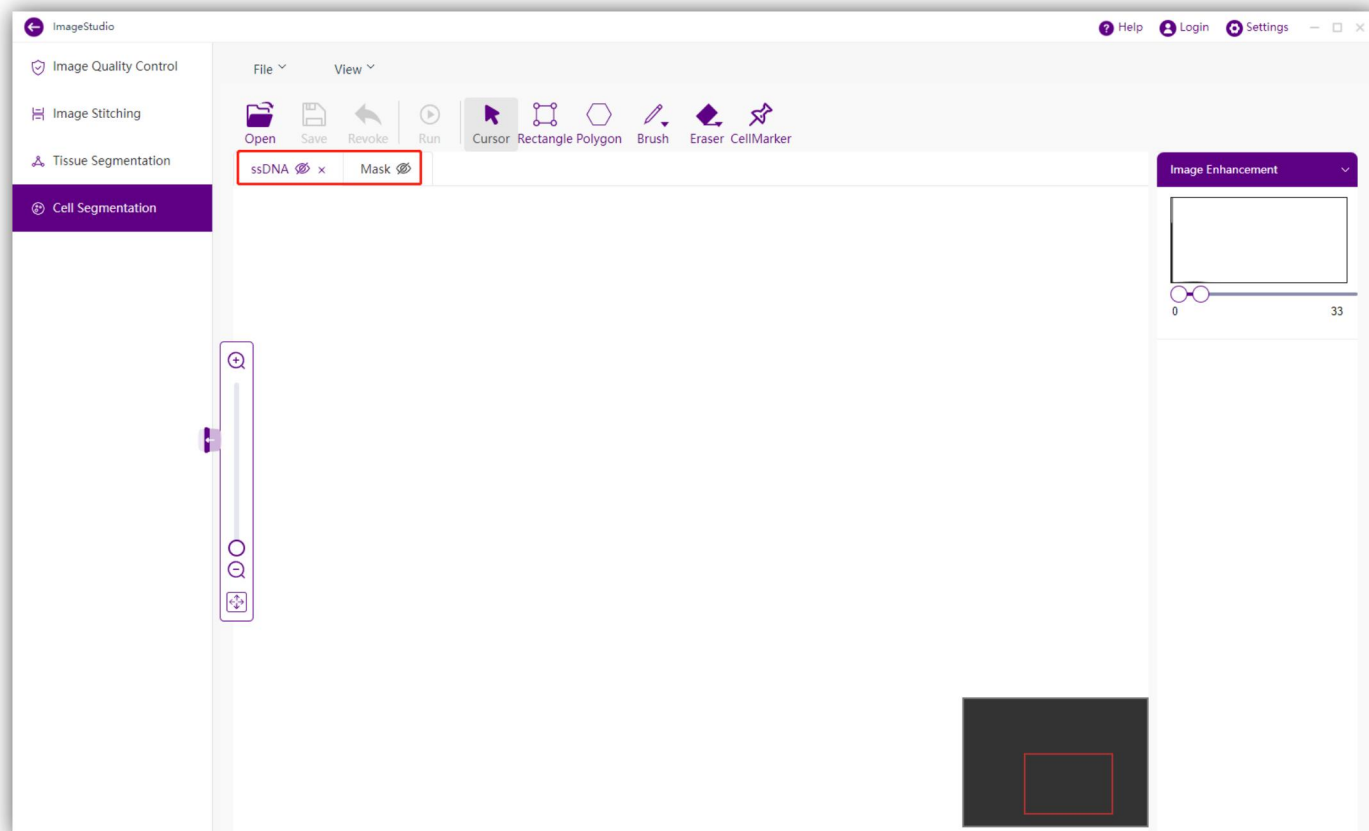 ImageStudio
Help Login Settings
Image Quality Control
Image Stitching
Tissue Segmentation
Cell Segmentation
File View
Open Save Revoke Run Cursor Rectangle Polygon Brush Eraser CellMarker
ssDNA Mask
Image Enhancement
0 33